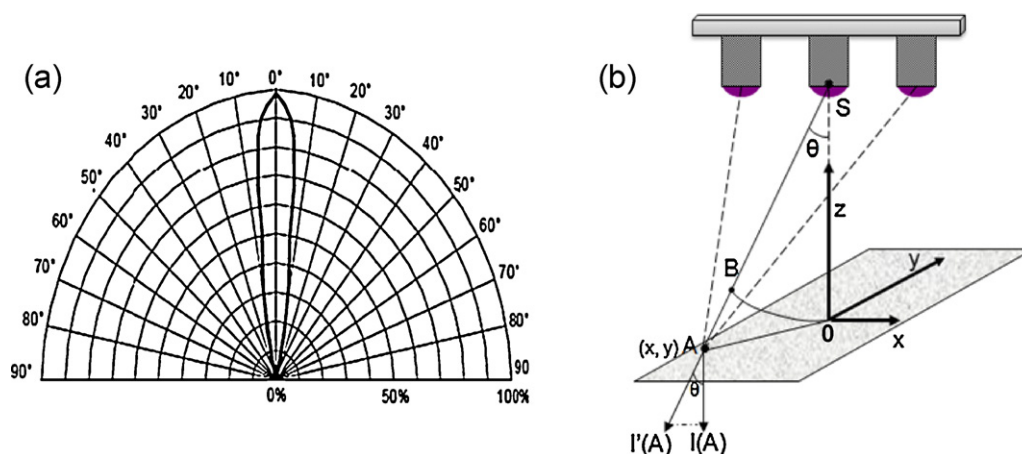 (a)
0°
10° 10°
20° 20°
30° 30°
40° 40°
50° 50°
60° 60°
70° 70°
80° 80°
90° 90
0% 50% 100%
(b)
S
θ
z
B
y
(x, y) A
0
x
θ
I'(A) I(A)